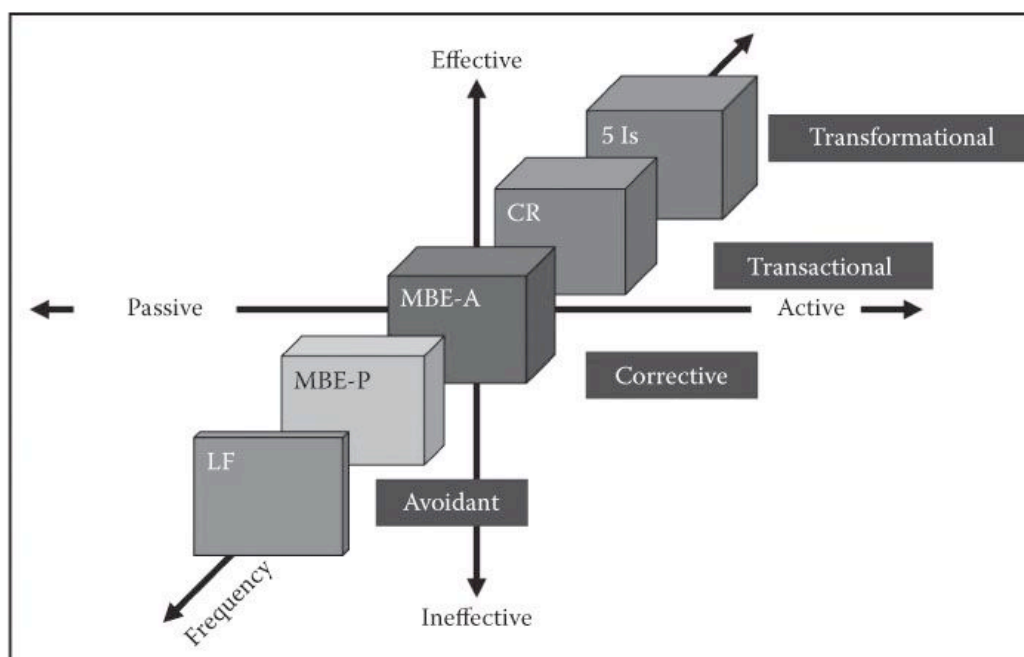 Effective
5 Is
Transformational
CR
Transactional
MBE-A
Passive
Active
Corrective
MBE-P
LF
Avoidant
Frequency
Ineffective